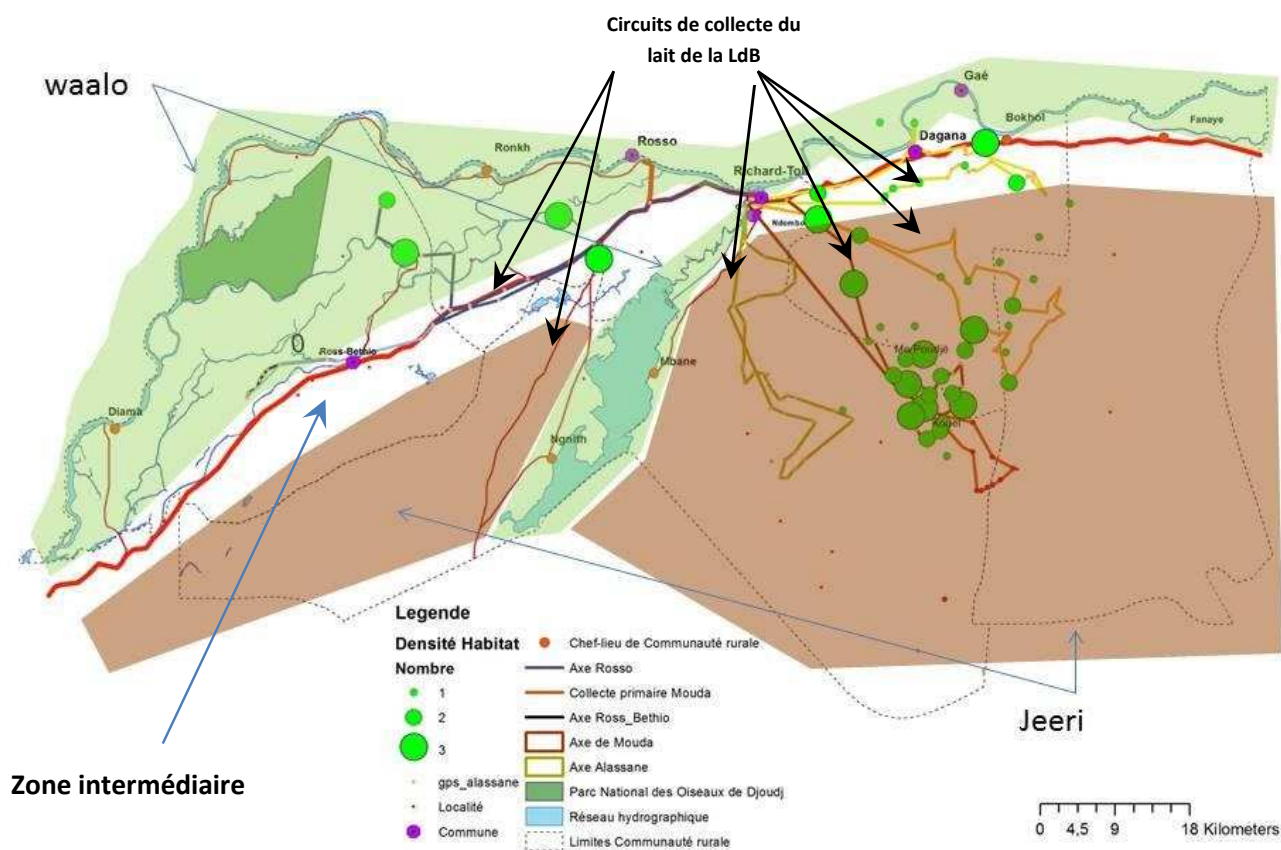 Circuits de collecte du
lait de la LdB
waalo
Gaé
Bokhol
Fanaye
Dagana
Ronkh
Rosso
Richard-Toll
Ndombo
0
Ross-Bethio
Mbane
Diama
Ngnith
Kouel
Jeeri
Zone intermédiaire
Legende
Densité Habitat
Nombre
1
2
3
gps_alassane
Localité
Commune
Chef-lieu de Communauté rurale
Axe Rosso
Collecte primaire Mouda
Axe Ross_Bethio
Axe de Mouda
Axe Alassane
Parc National des Oiseaux de Djoudj
Réseau hydrographique
Limites Communauté rurale
0 4,5 9 18 Kilometers